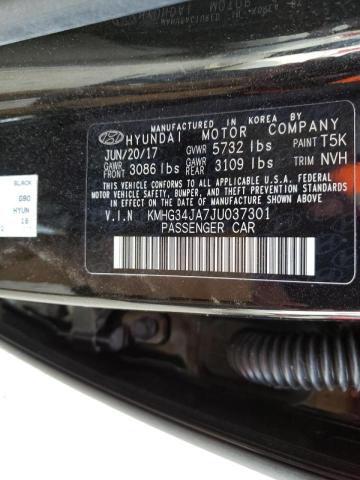 MANUFACTURED IN KOREA BY
HYUNDAI MOTOR COMPANY
JUN/20/17 GVWR 5732 lbs PAINT T5K
GAWR FRONT 3086 lbs GAWR REAR 3109 lbs TRIM NVH
THIS VEHICLE CONFORMS TO ALL APPLICABLE
U.S.A. FEDERAL MOTOR VEHICLE SAFETY, BUMPER,
AND THEFT PREVENTION STANDARDS IN EFFECT ON
THE DATE OF MANUFACTURE SHOWN ABOVE.
V.I.N KMHG34JA7JU037301
PASSENGER CAR
BLACK
090
HYUN
18